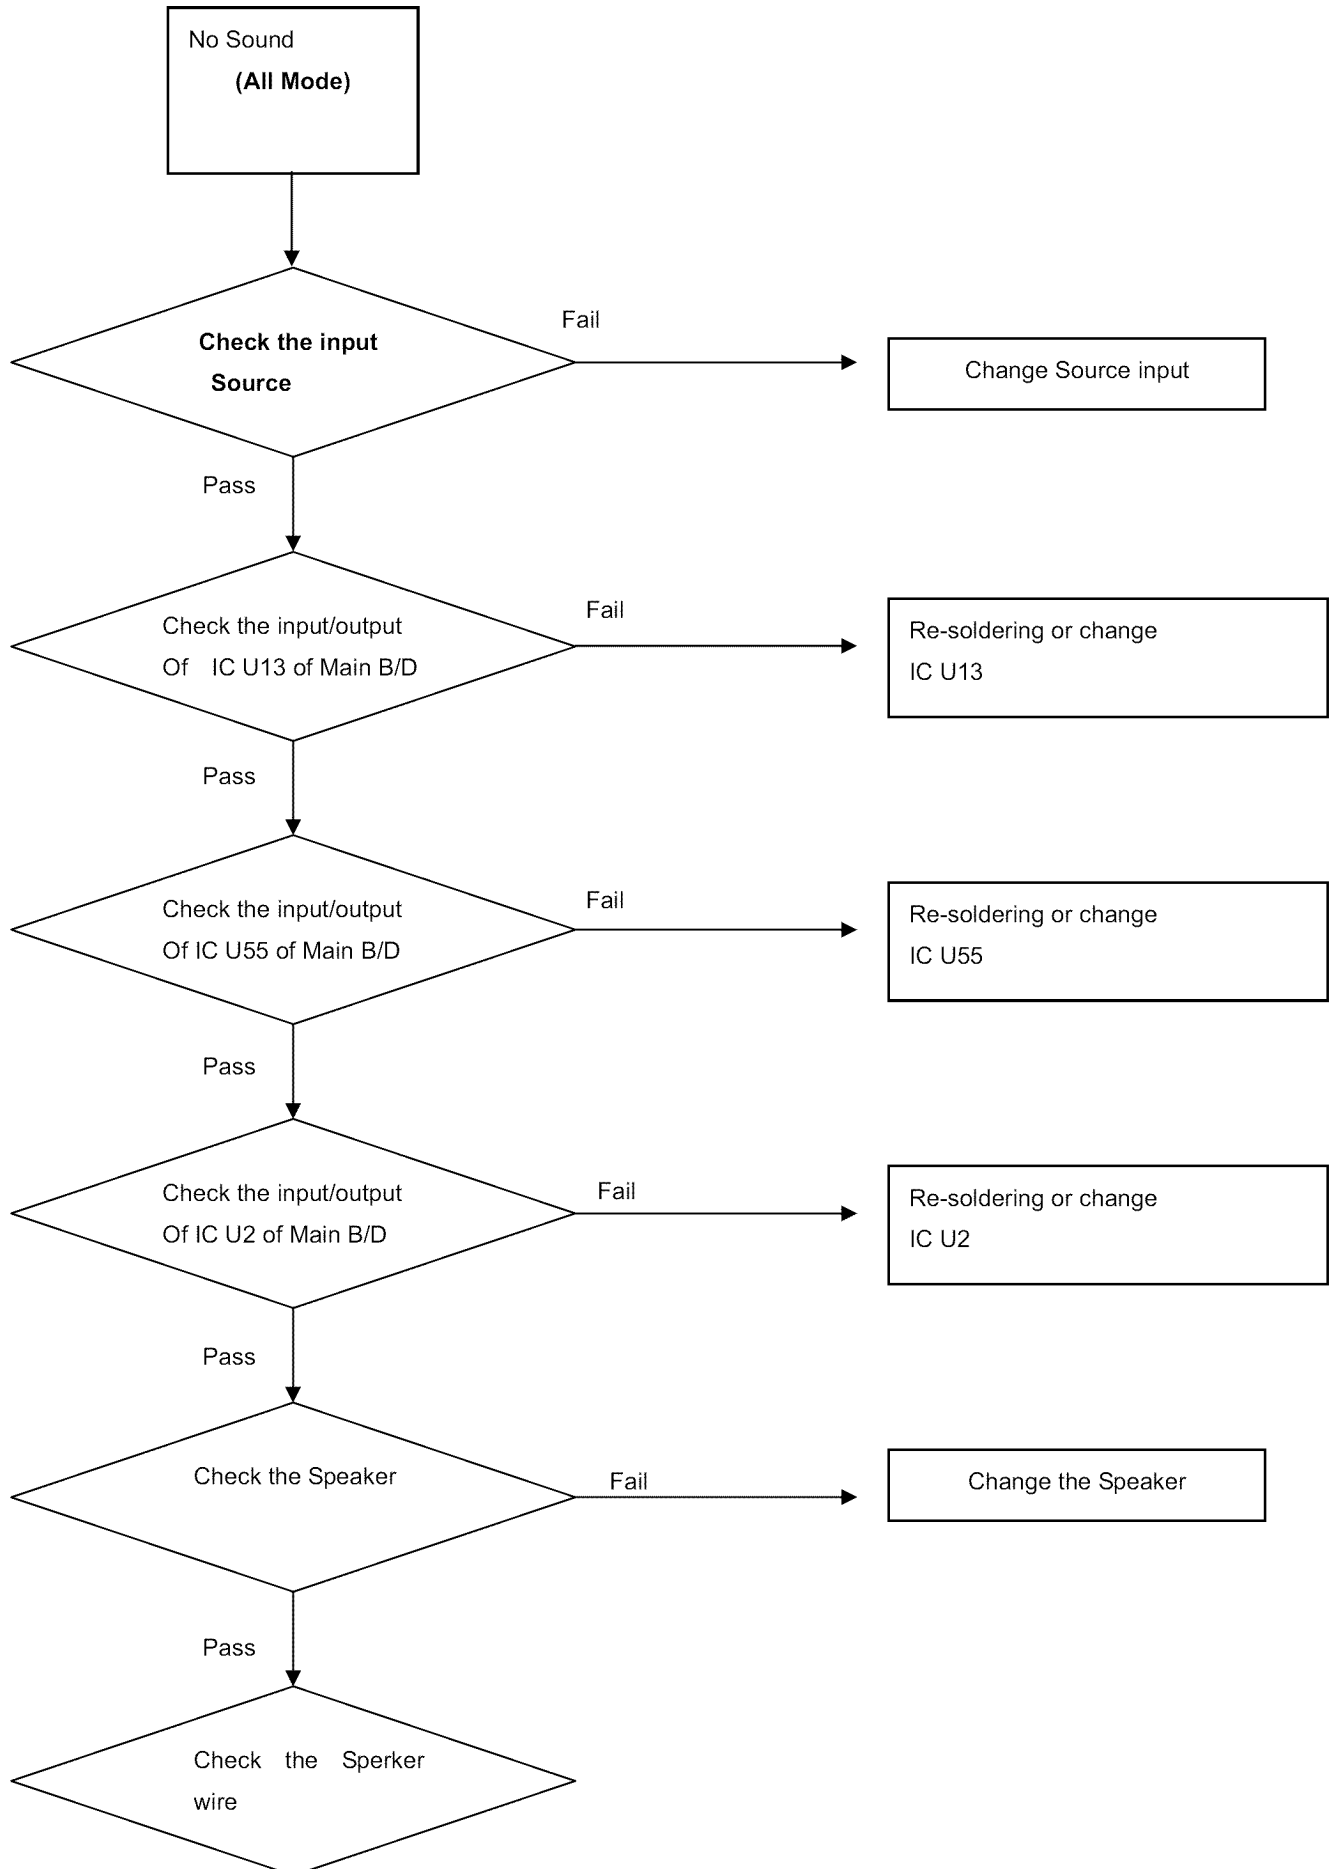 No Sound
(All Mode)
Check the input
Source
Fail
Change Source input
Pass
Check the input/output
Of IC U13 of Main B/D
Fail
Re-soldering or change
IC U13
Pass
Check the input/output
Of IC U55 of Main B/D
Fail
Re-soldering or change
IC U55
Pass
Check the input/output
Of IC U2 of Main B/D
Fail
Re-soldering or change
IC U2
Pass
Check the Speaker
Fail
Change the Speaker
Pass
Check the Sperker
wire